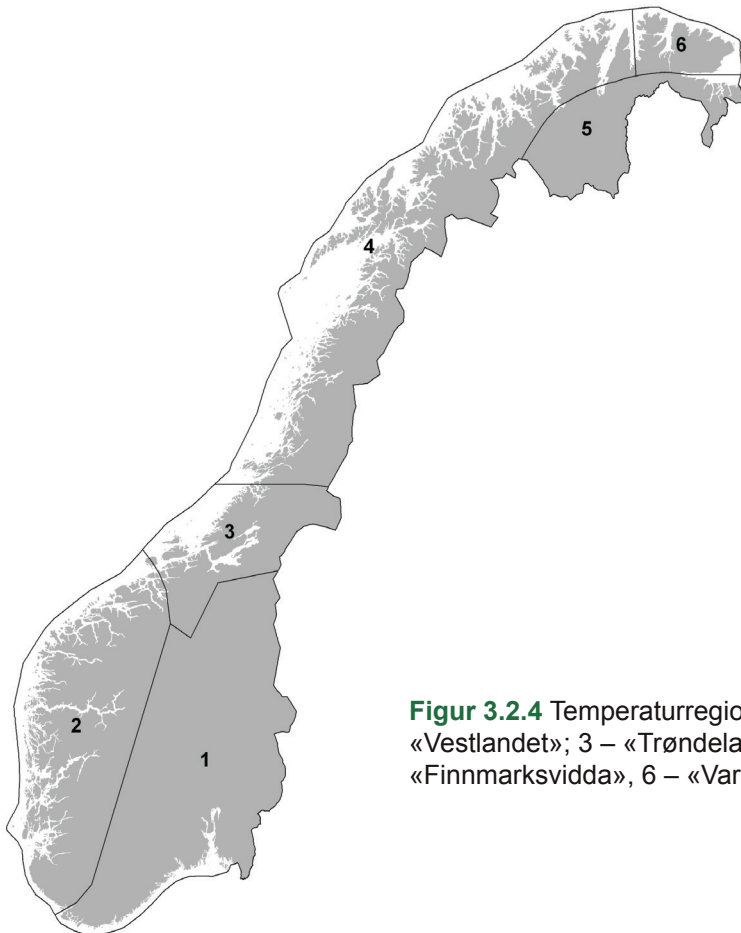 6
5
4
3
2
1
Figur 3.2.4 Temperaturregio
«Vestlandet»; 3 – «Trøndela
«Finnmarksvidda», 6 – «Var